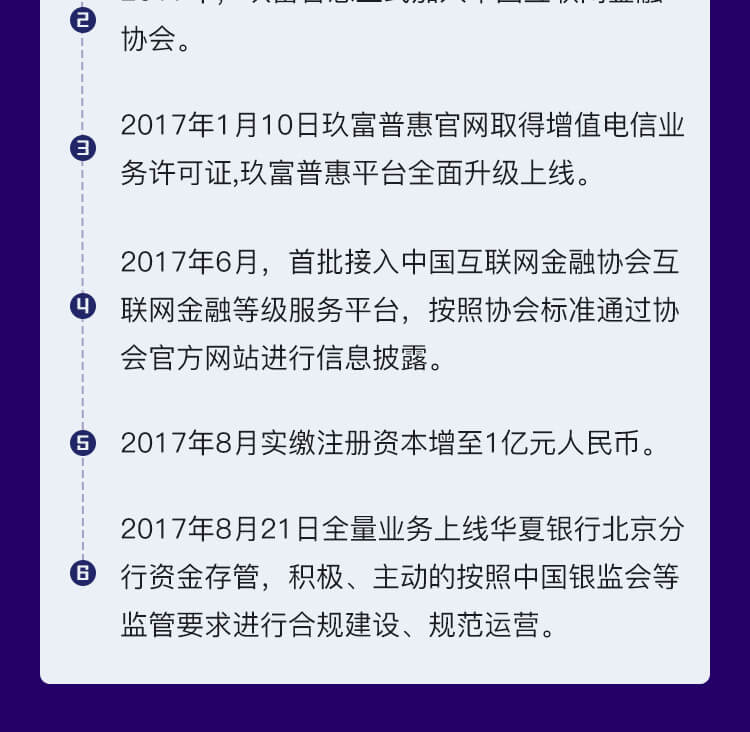 2
协会。
3
2017年1月10日玖富普惠官网取得增值电信业
务许可证,玖富普惠平台全面升级上线。
4
2017年6月，首批接入中国互联网金融协会互
联网金融等级服务平台，按照协会标准通过协
会官方网站进行信息披露。
5
2017年8月实缴注册资本增至1亿元人民币。
6
2017年8月21日全量业务上线华夏银行北京分
行资金存管，积极、主动的按照中国银监会等
监管要求进行合规建设、规范运营。